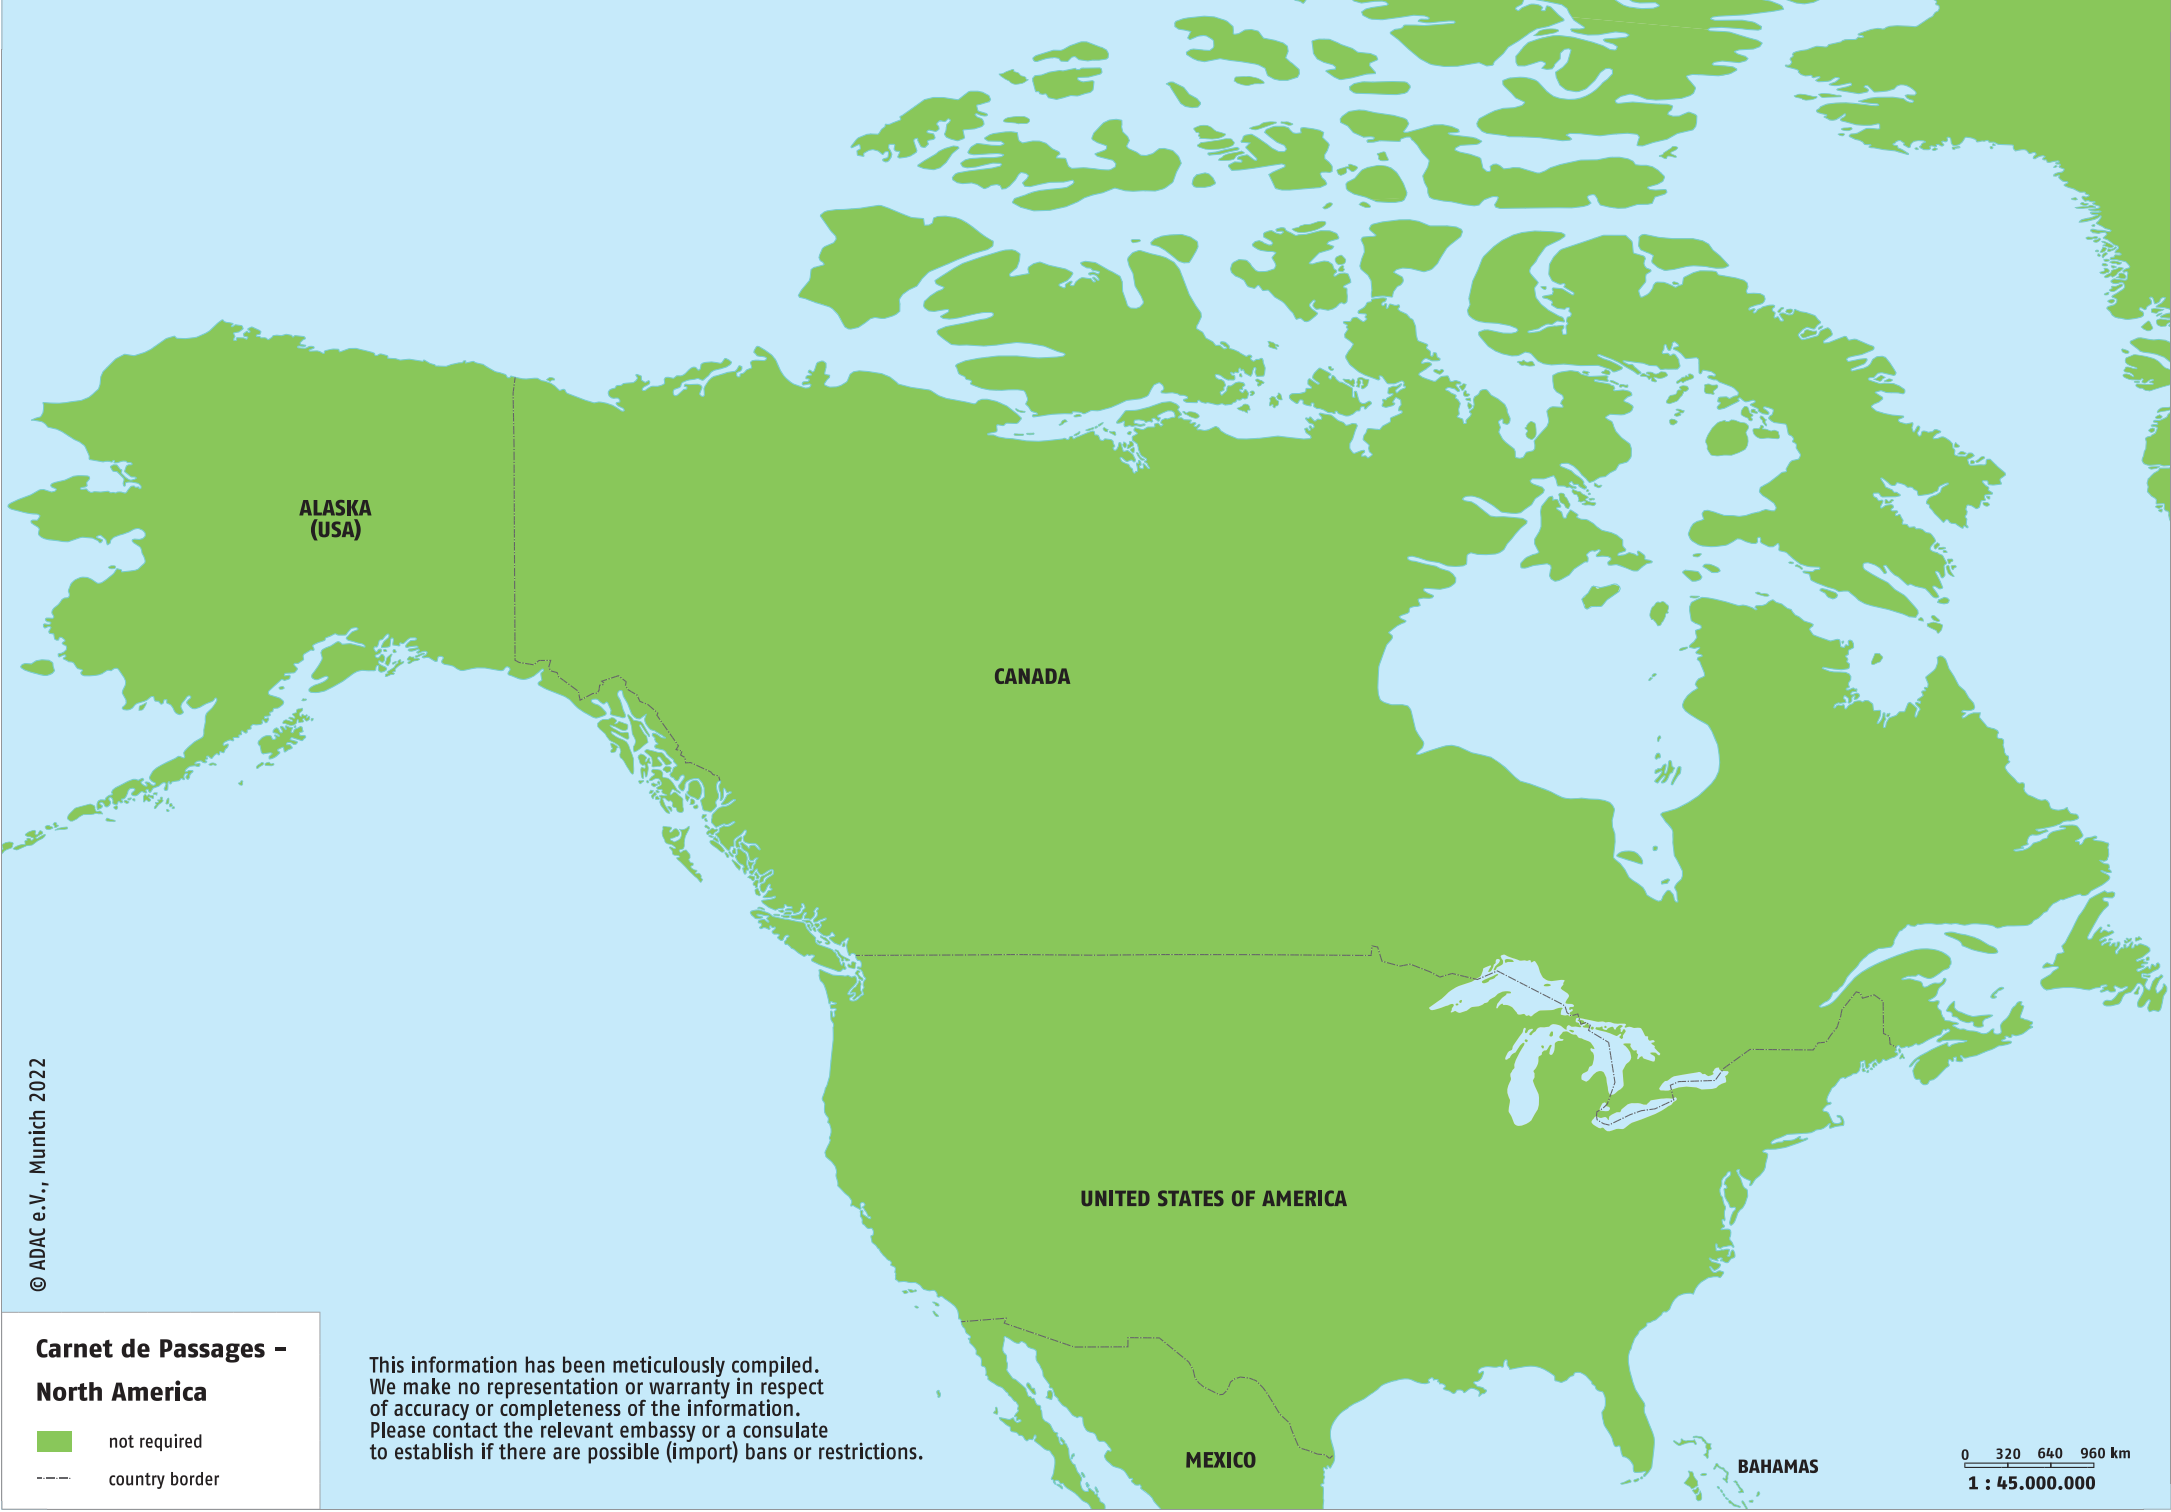 ALASKA
(USA)
CANADA
UNITED STATES OF AMERICA
MEXICO
BAHAMAS
© ADAC e.V., Munich 2022
Carnet de Passages –
North America
not required
country border
This information has been meticulously compiled.
We make no representation or warranty in respect
of accuracy or completeness of the information.
Please contact the relevant embassy or a consulate
to establish if there are possible (import) bans or restrictions.
0 320 640 960 km
1 : 45.000.000